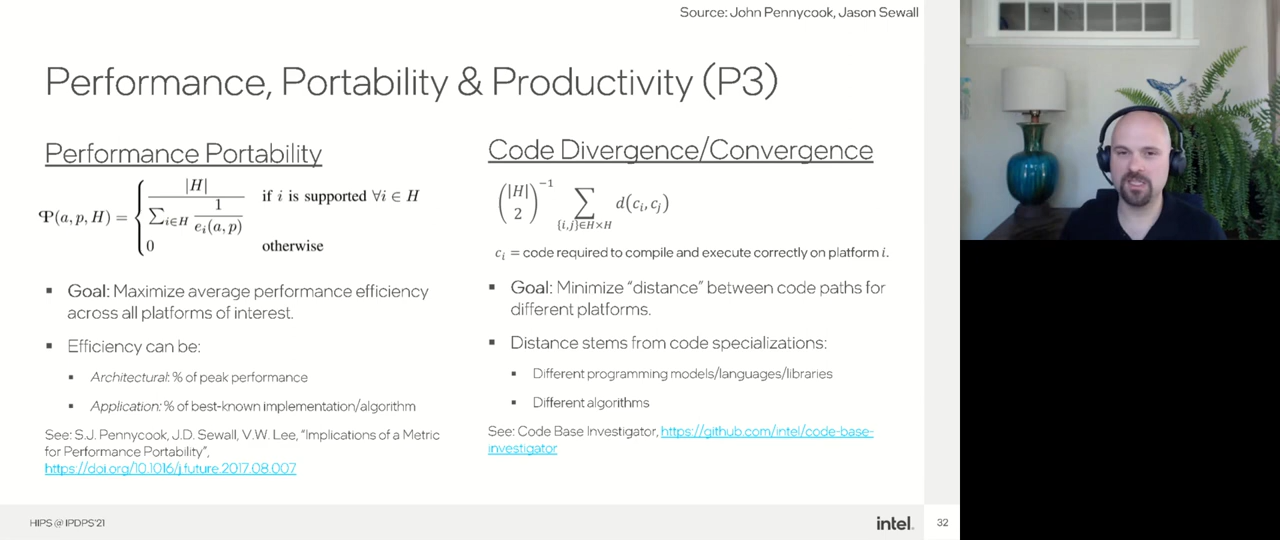 Source: John Pennycook, Jason Sewall
Performance, Portability & Productivity (P3)
Performance Portability
Ҏ(a, p, H) = { |H| / ∑_{i∈H} 1/e_i(a, p) if i is supported ∀i ∈ H
0 otherwise
▪ Goal: Maximize average performance efficiency
across all platforms of interest.
▪ Efficiency can be:
▪ Architectural: % of peak performance
▪ Application: % of best-known implementation/algorithm
See: S.J. Pennycook, J.D. Sewall, V.W. Lee, "Implications of a Metric
for Performance Portability",
https://doi.org/10.1016/j.future.2017.08.007
Code Divergence/Convergence
(|H| 2)^{-1} ∑_{{i,j}∈H×H} d(c_i, c_j)
c_i = code required to compile and execute correctly on platform i.
▪ Goal: Minimize "distance" between code paths for
different platforms.
▪ Distance stems from code specializations:
▪ Different programming models/languages/libraries
▪ Different algorithms
See: Code Base Investigator, https://github.com/intel/code-base-
investigator
HIPS @ IPDPS'21
intel.
32